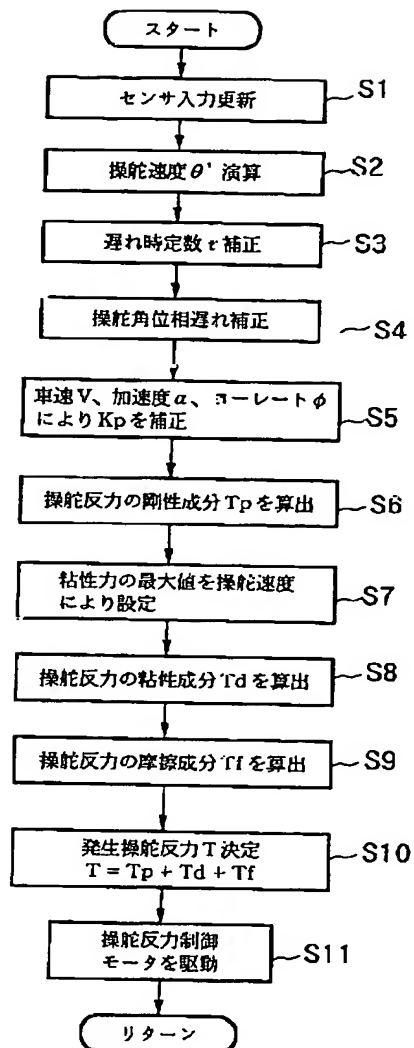 スタート
センサ入力更新
S1
操舵速度θ' 演算
S2
遅れ時定数τ補正
S3
操舵角位相遅れ補正
S4
車速V、加速度α、ヨーレートφ
によりKpを補正
S5
操舵反力の剛性成分Tpを算出
S6
粘性力の最大値を操舵速度
により設定
S7
操舵反力の粘性成分Tdを算出
S8
操舵反力の摩擦成分Tfを算出
S9
発生操舵反力T決定
T=Tp+Td+Tf
S10
操舵反力制御
モータを駆動
S11
リターン